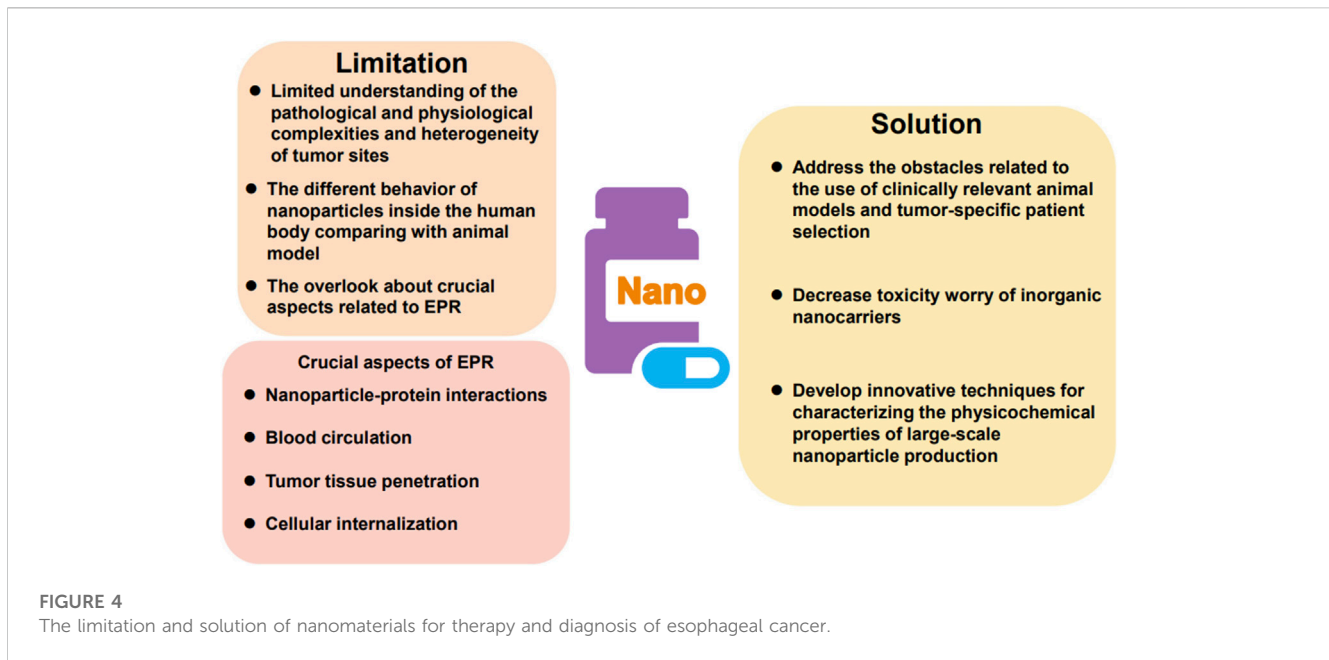 Limitation
● Limited understanding of the
pathological and physiological
complexities and heterogeneity
of tumor sites
● The different behavior of
nanoparticles inside the human
body comparing with animal
model
● The overlook about crucial
aspects related to EPR
Crucial aspects of EPR
● Nanoparticle-protein interactions
● Blood circulation
● Tumor tissue penetration
● Cellular internalization
Nano
Solution
● Address the obstacles related to
the use of clinically relevant animal
models and tumor-specific patient
selection
● Decrease toxicity worry of inorganic
nanocarriers
● Develop innovative techniques for
characterizing the physicochemical
properties of large-scale
nanoparticle production
FIGURE 4
The limitation and solution of nanomaterials for therapy and diagnosis of esophageal cancer.